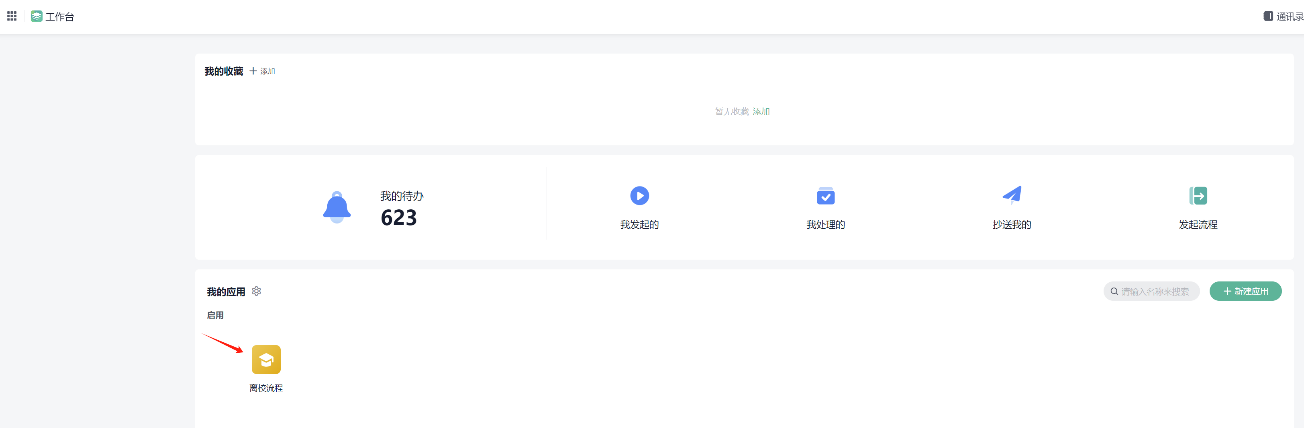 工作台
通讯录
我的收藏 + 添加
暂无收藏 添加
我的待办
623
我发起的
我处理的
抄送我的
发起流程
我的应用
请输入名称来搜索
+ 新建应用
启用
离校流程